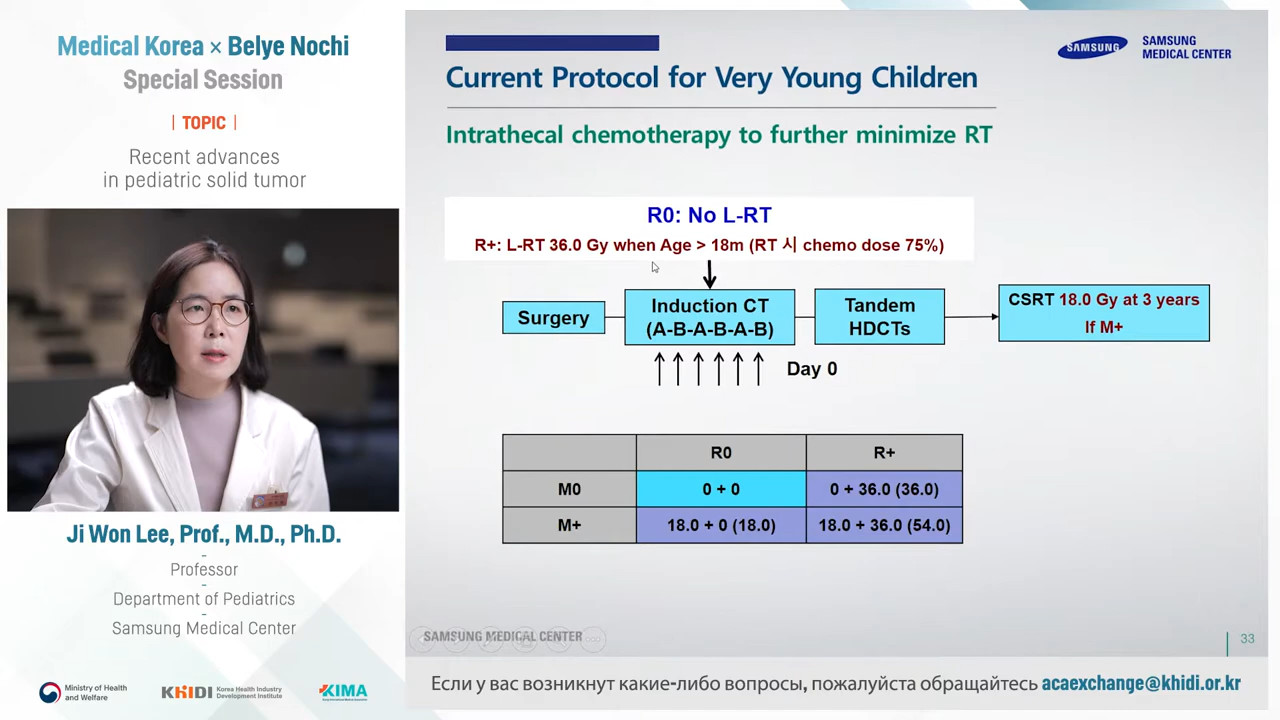 Medical Korea × Belye Nochi
Special Session
| TOPIC |
Recent advances
in pediatric solid tumor
Ji Won Lee, Prof., M.D., Ph.D.
Professor
Department of Pediatrics
Samsung Medical Center
Ministry of Health
and Welfare
KHIDI Korea Health Industry
Development Institute
KIMA
SAMSUNG
SAMSUNG
MEDICAL CENTER
Current Protocol for Very Young Children
Intrathecal chemotherapy to further minimize RT
R0: No L-RT
R+: L-RT 36.0 Gy when Age > 18m (RT 시 chemo dose 75%)
Surgery
Induction CT
(A-B-A-B-A-B)
Tandem
HDCTs
CSRT 18.0 Gy at 3 years
If M+
Day 0
R0 R+
M0 0 + 0 0 + 36.0 (36.0)
M+ 18.0 + 0 (18.0) 18.0 + 36.0 (54.0)
SAMSUNG MEDICAL CENTER
33
Если у вас возникнут какие-либо вопросы, пожалуйста обращайтесь acaexchange@khidi.or.kr